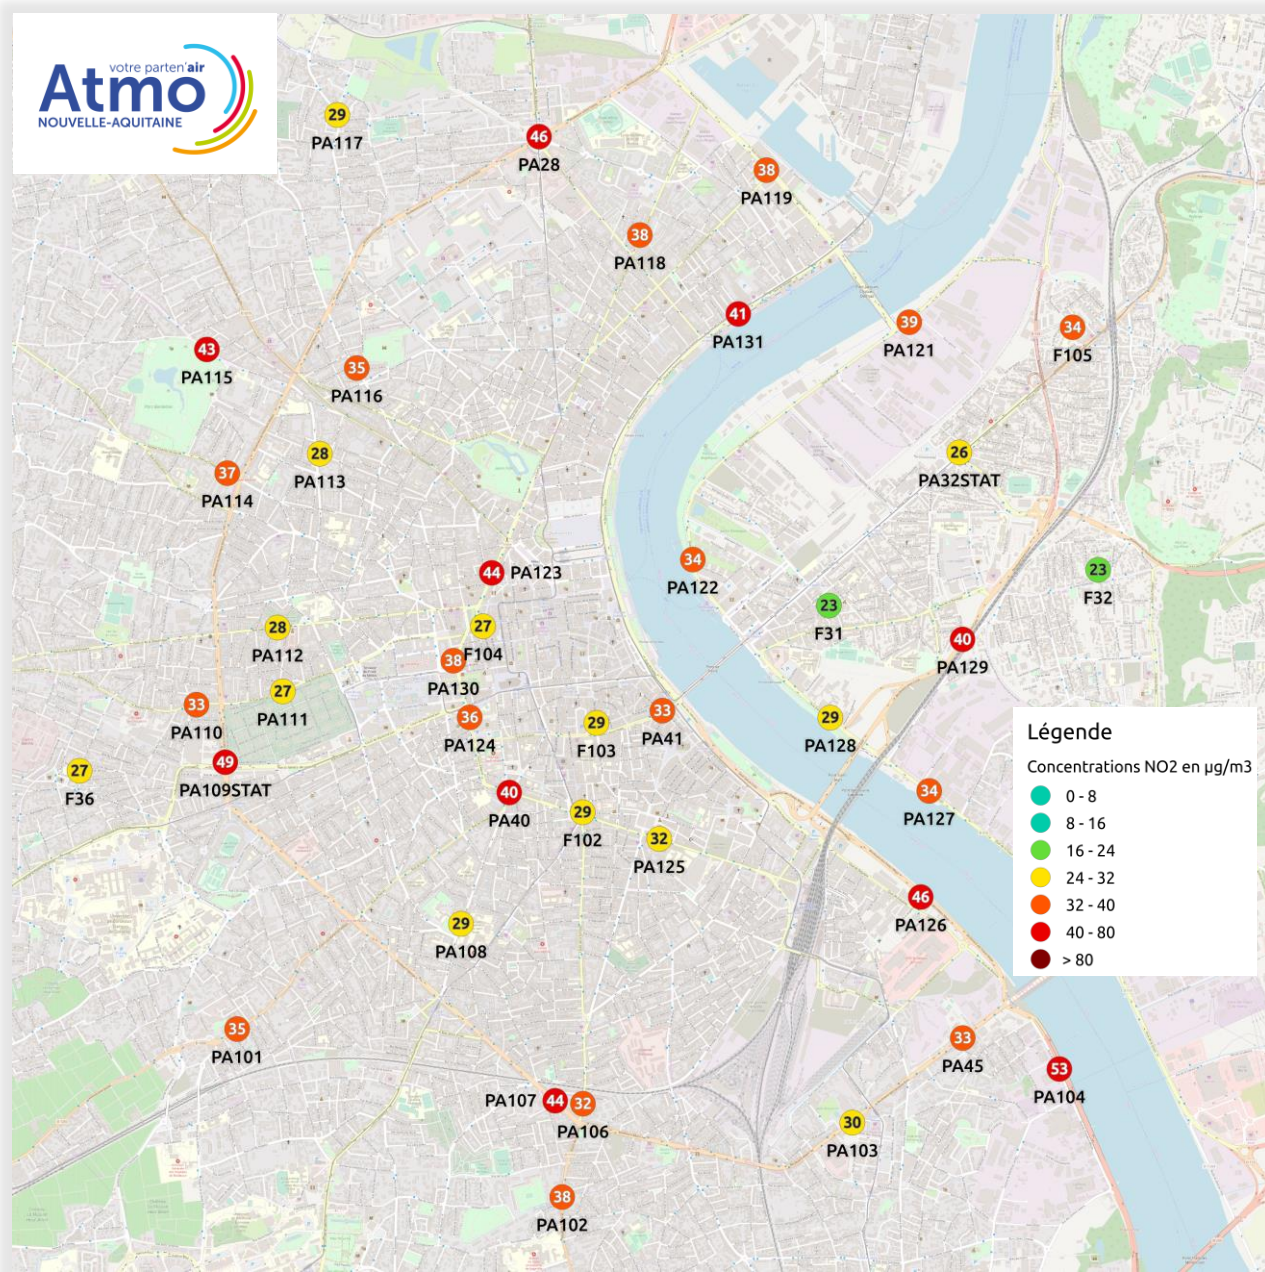 votre parten'air
Atmo
NOUVELLE-AQUITAINE
29
PA117
46
PA28
38
PA119
38
PA118
41
PA131
39
PA121
34
F105
43
PA115
35
PA116
28
PA113
37
PA114
26
PA32STAT
44 PA123
34
PA122
23
F32
23
F31
28
PA112
27
F104
40
PA129
38
PA130
27
PA111
33
PA110
36
PA124
29
F103
33
PA41
29
PA128
49
PA109STAT
27
F36
40
PA40
29
F102
32
PA125
34
PA127
46
PA126
29
PA108
35
PA101
33
PA45
53
PA104
PA107 44
32
PA106
30
PA103
38
PA102
Légende
Concentrations NO2 en µg/m3
0 - 8
8 - 16
16 - 24
24 - 32
32 - 40
40 - 80
> 80